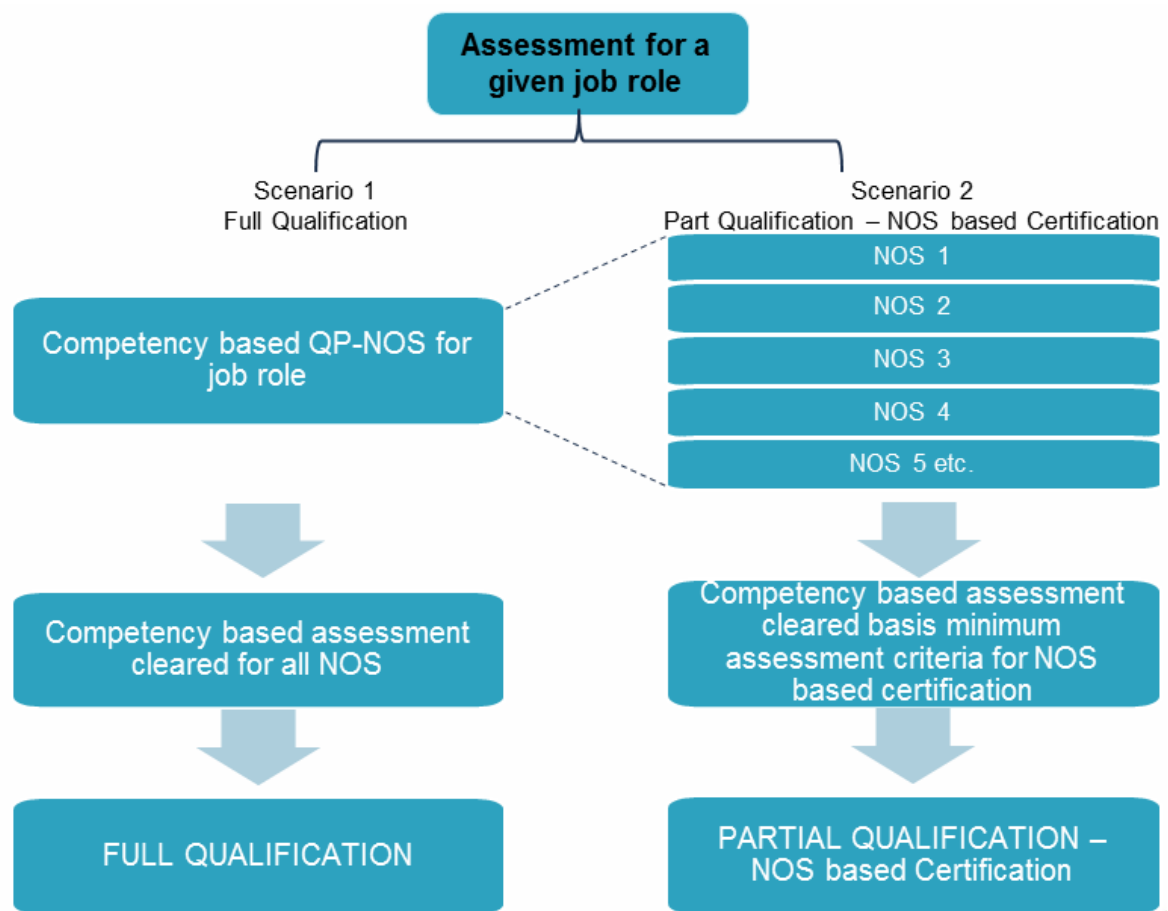 Assessment for a
given job role
Scenario 1
Full Qualification
Scenario 2
Part Qualification – NOS based Certification
Competency based QP-NOS for
job role
NOS 1
NOS 2
NOS 3
NOS 4
NOS 5 etc.
Competency based assessment
cleared for all NOS
Competency based assessment
cleared basis minimum
assessment criteria for NOS
based certification
FULL QUALIFICATION
PARTIAL QUALIFICATION –
NOS based Certification